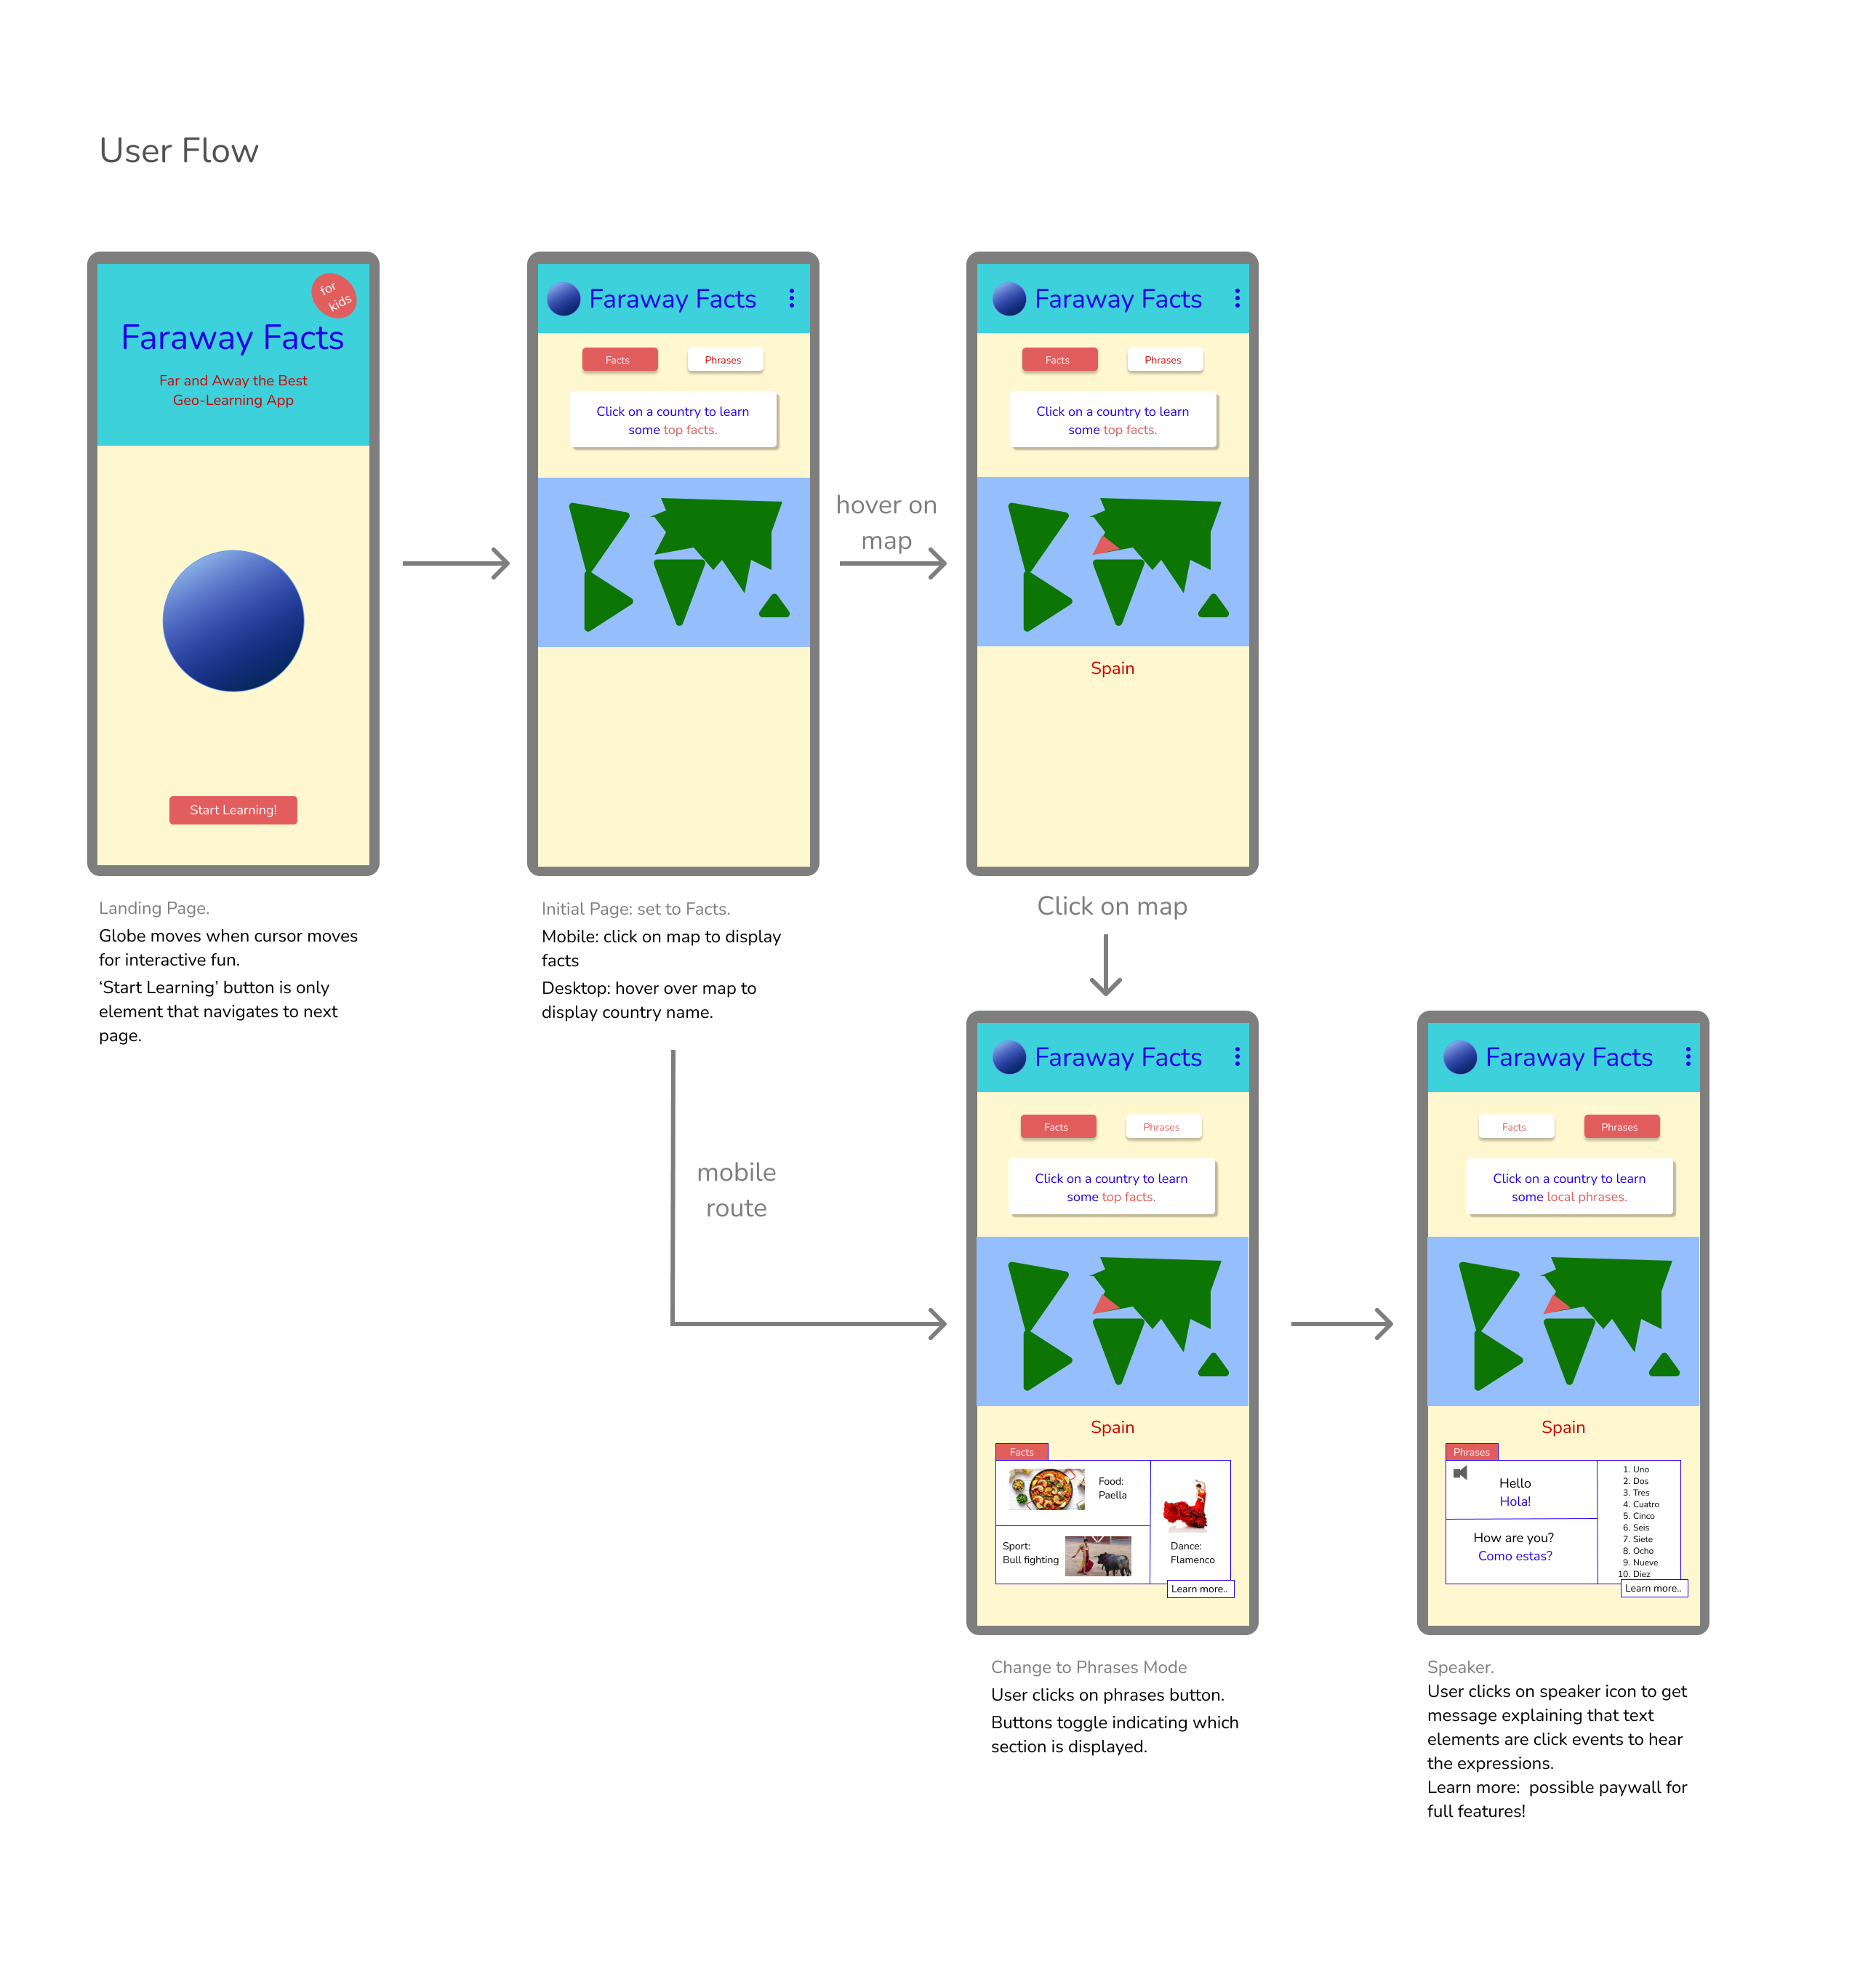 User Flow
for
kids
Faraway Facts
Far and Away the Best
Geo-Learning App
Start Learning!
Landing Page.
Globe moves when cursor moves
for interactive fun.
‘Start Learning’ button is only
element that navigates to next
page.
Faraway Facts
Facts
Phrases
Click on a country to learn
some top facts.
Initial Page: set to Facts.
Mobile: click on map to display
facts
Desktop: hover over map to
display country name.
hover on
map
Faraway Facts
Facts
Phrases
Click on a country to learn
some top facts.
Spain
Click on map
mobile
route
Faraway Facts
Facts
Phrases
Click on a country to learn
some top facts.
Spain
Facts
Food:
Paella
Sport:
Bull fighting
Dance:
Flamenco
Learn more..
Change to Phrases Mode
User clicks on phrases button.
Buttons toggle indicating which
section is displayed.
Faraway Facts
Facts
Phrases
Click on a country to learn
some local phrases.
Spain
Phrases
Hello
Hola!
How are you?
Como estas?
1. Uno
2. Dos
3. Tres
4. Cuatro
5. Cinco
6. Seis
7. Siete
8. Ocho
9. Nueve
10. Diez
Learn more..
Speaker.
User clicks on speaker icon to get
message explaining that text
elements are click events to hear
the expressions.
Learn more:  possible paywall for
full features!